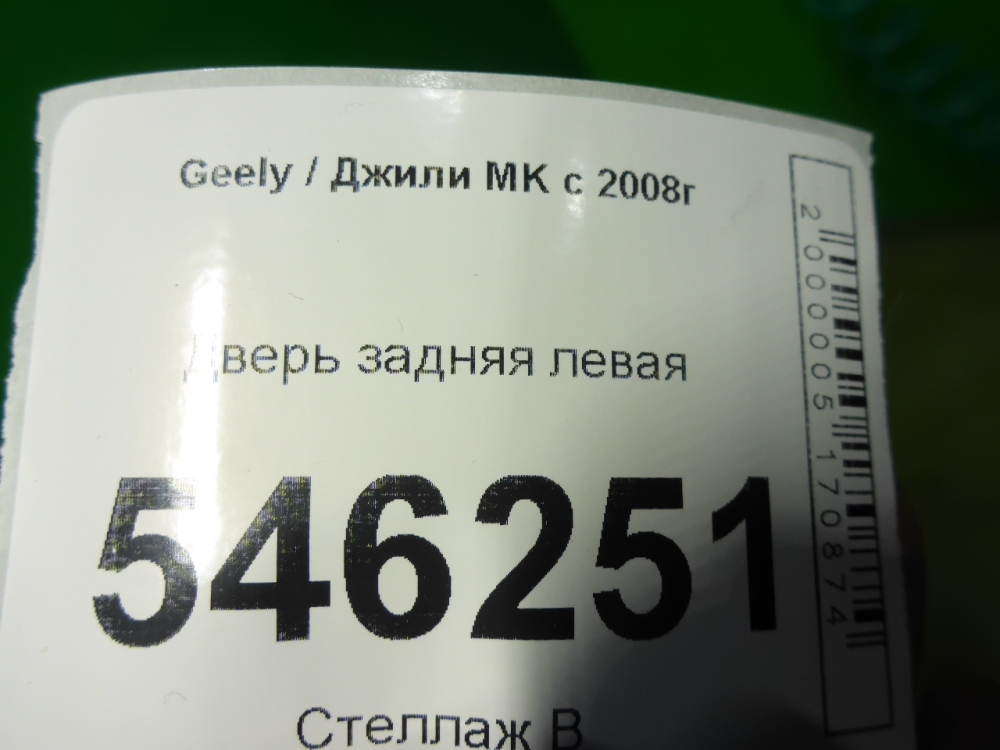 Geely / Джили MK с 2008г
Дверь задняя левая
546251
Стеллаж В
2000005170874